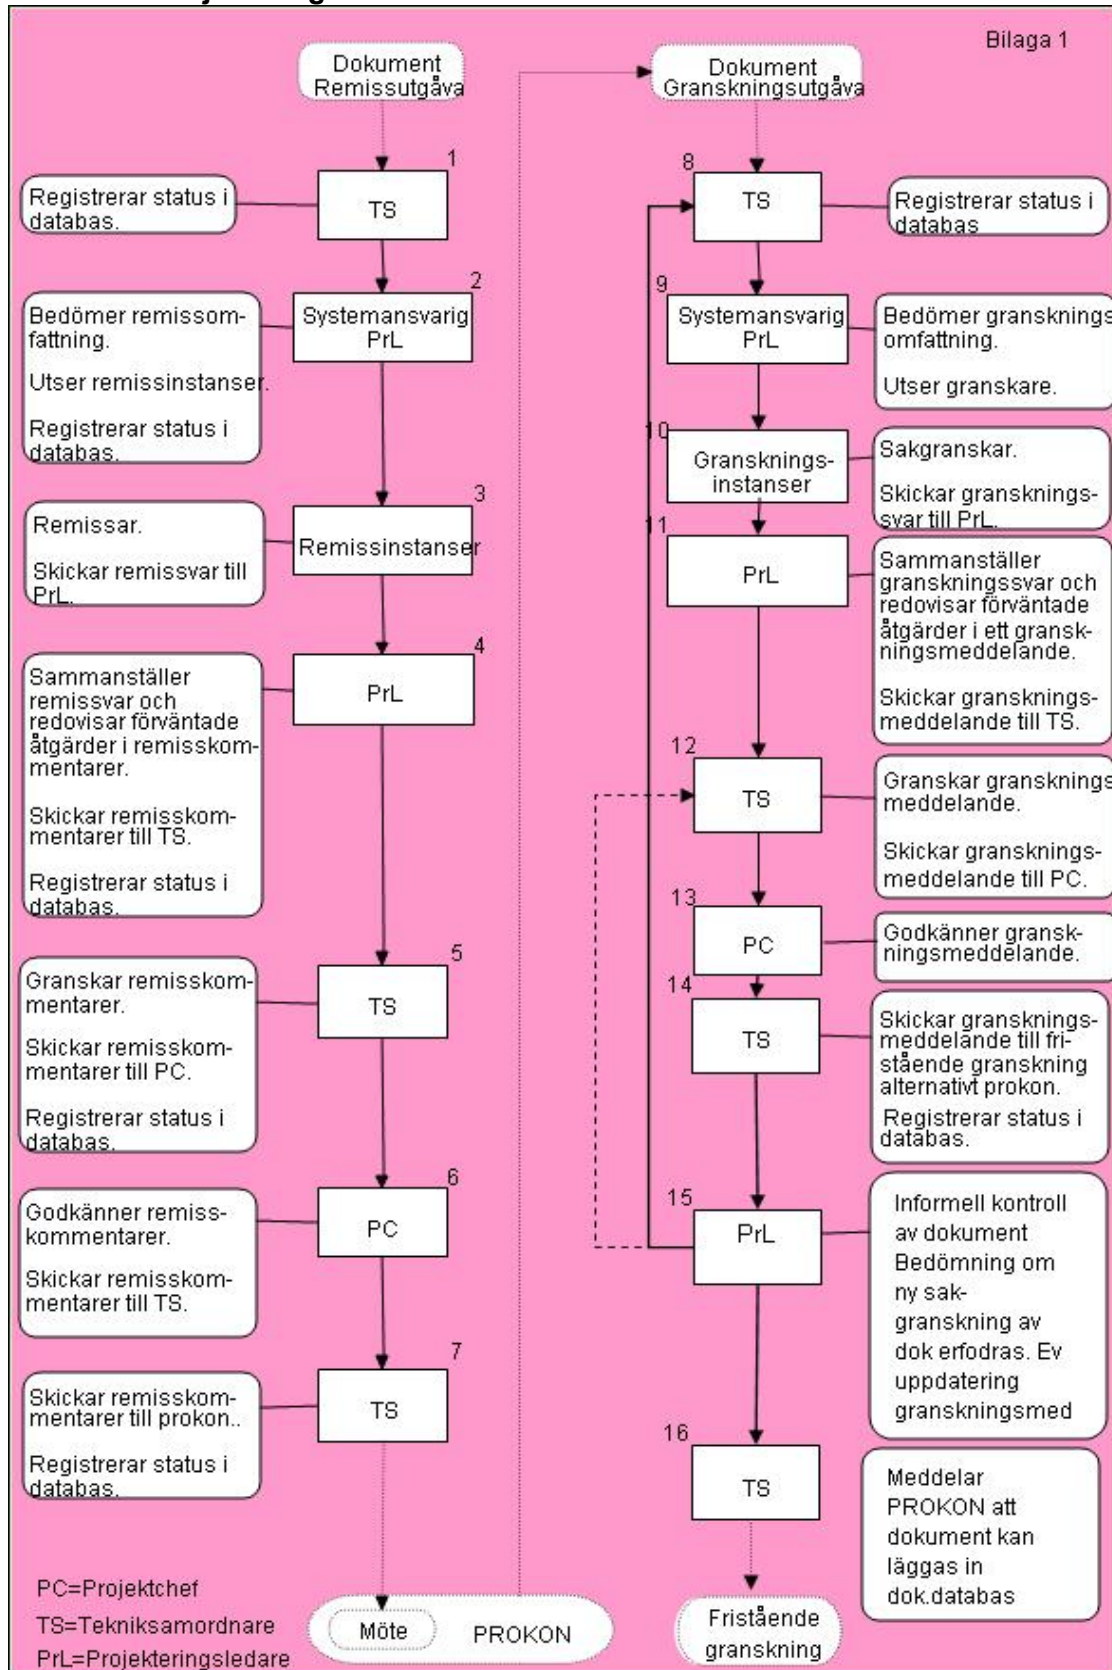 Bilaga 1
Dokument
Remissutgåva
1
TS
Registrerar status i
databas.
2
Systemansvarig
PrL
Bedömer remissom-
fattning.
Utser remissinstanser.
Registrerar status i
databas.
3
Remissinstanser
Remissar.
Skickar remissvar till
PrL.
4
PrL
Sammanställer
remissvar och
redovisar förväntade
åtgärder i remisskom-
mentarer.
Skickar remisskom-
mentarer till TS.
Registrerar status i
databas.
5
TS
Granskar remisskom-
mentarer.
Skickar remisskom-
mentarer till PC.
Registrerar status i
databas.
6
PC
Godkänner remiss-
kommentarer.
Skickar remisskom-
mentarer till TS.
7
TS
Skickar remisskom-
mentarer till prokon..
Registrerar status i
databas.
PC=Projektchef
TS=Tekniksamordnare
PrL=Projekteringsledare
Möte
PROKON
Dokument
Granskningsutgåva
8
TS
Registrerar status i
databas
9
Systemansvarig
PrL
Bedömer gransknings
omfattning.
Utser granskare.
10
Gransknings-
instanser
Sakgranskar.
Skickar gransknings-
svar till PrL.
11
PrL
Sammanställer
granskningssvar och
redovisar förväntade
åtgärder i ett gransk-
ningsmeddelande.
Skickar gransknings-
meddelande till TS.
12
TS
Granskar gransknings
meddelande.
Skickar gransknings-
meddelande till PC.
13
PC
Godkänner gransk-
ningsmeddelande.
14
TS
Skickar gransknings-
meddelande till fri-
stående granskning
alternativt prokon.
Registrerar status i
databas.
15
PrL
Informell kontroll
av dokument
Bedömning om
ny sak-
granskning av
dok erfodras. Ev
uppdatering
granskningsmed
16
TS
Meddelar
PROKON att
dokument kan
läggas in
dok.databas
Fristående
granskning